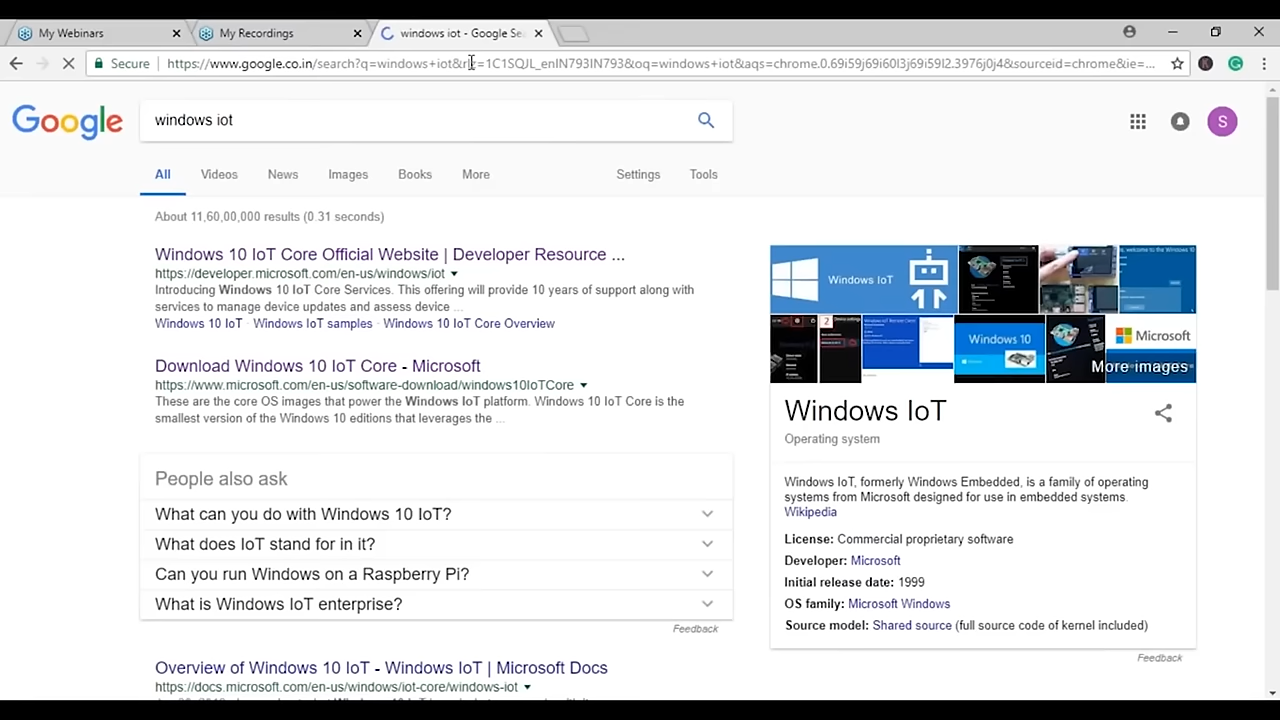 My Webinars
My Recordings
windows iot - Google Se
Secure
https://www.google.co.in/search?q=windows+iot&rlz=1C1SQJL_enIN793IN793&oq=windows+iot&aqs=chrome.0.69i59j69i60l3j69i59l2.3976j0j4&sourceid=chrome&ie=...
Google
windows iot
S
All
Videos
News
Images
Books
More
Settings
Tools
About 11,60,00,000 results (0.31 seconds)
Windows 10 IoT Core Official Website | Developer Resource ...
https://developer.microsoft.com/en-us/windows/iot
Introducing Windows 10 IoT Core Services. This offering will provide 10 years of support along with
services to manage device updates and assess device ...
Windows 10 IoT · Windows IoT samples · Windows 10 IoT Core Overview
Download Windows 10 IoT Core - Microsoft
https://www.microsoft.com/en-us/software-download/windows10IoTCore
These are the core OS images that power the Windows IoT platform. Windows 10 IoT Core is the
smallest version of the Windows 10 editions that leverages the ...
People also ask
What can you do with Windows 10 IoT?
What does IoT stand for in it?
Can you run Windows on a Raspberry Pi?
What is Windows IoT enterprise?
Feedback
Overview of Windows 10 IoT - Windows IoT | Microsoft Docs
https://docs.microsoft.com/en-us/windows/iot-core/windows-iot
Windows IoT
Windows 10
Microsoft
More images
Windows IoT
Operating system
Windows IoT, formerly Windows Embedded, is a family of operating
systems from Microsoft designed for use in embedded systems.
Wikipedia
License: Commercial proprietary software
Developer: Microsoft
Initial release date: 1999
OS family: Microsoft Windows
Source model: Shared source (full source code of kernel included)
Feedback